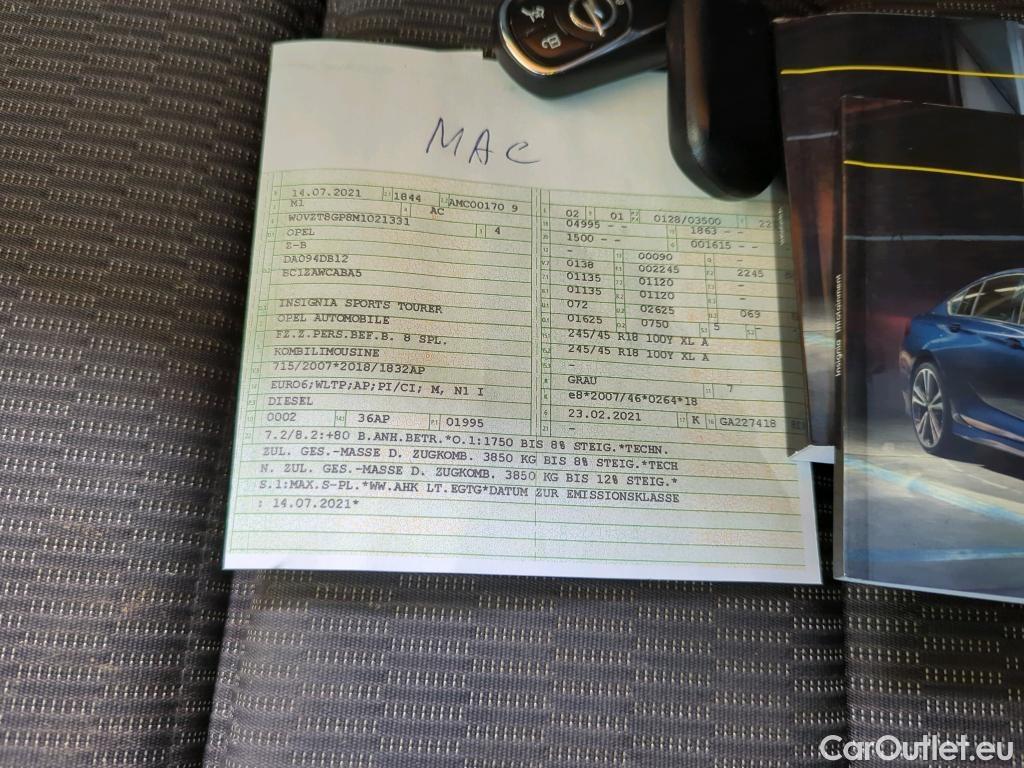 MAC
14.07.2021 1844 AMC00170 9
M1 AC
W0VZT8GP8M1021331
OPEL 4
Z-B
DA094DB12
BC1ZAWCABA5
INSIGNIA SPORTS TOURER
OPEL AUTOMOBILE
FZ.Z.PERS.BEF.B. 8 SPL.
KOMBILIMOUSINE
715/2007*2018/1832AP
EURO6;WLTP;AP;PI/CI; M, N1 I
DIESEL
0002 36AP 01995
02 01 0128/03500
04995 - - 1863 - -
1500 - - 001615 - -
- 00090 -
0138 002245 2245
01135 01120 -
01135 01120 -
072 02625 069
01625 0750 5 -
245/45 R18 100Y XL A
245/45 R18 100Y XL A
-
GRAU 7
e8*2007/46*0264*18
23.02.2021 K GA227418
-
7.2/8.2:+80 B.ANH.BETR.*O.1:1750 BIS 8% STEIG.*TECHN.
ZUL. GES.-MASSE D. ZUGKOMB. 3850 KG BIS 8% STEIG.*TECH
N. ZUL. GES.-MASSE D. ZUGKOMB. 3850 KG BIS 12% STEIG.*
S.1:MAX.S-PL.*WW.AHK LT.EGTG*DATUM ZUR EMISSIONSKLASSE
: 14.07.2021*
Insignia Infotainment
CarOutlet.eu